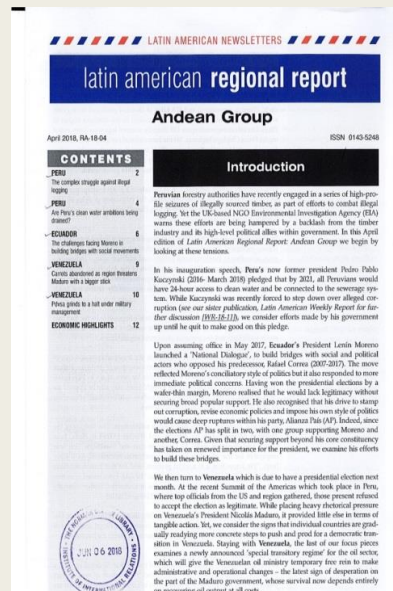 LATIN AMERICAN NEWSLETTERS
latin american regional report
Andean Group
April 2018, RA-18-04
ISSN 0143-5248
CONTENTS
PERU 2
The complex struggle against illegal
logging
PERU 4
Are Peru's clean water ambitions being
drained?
ECUADOR 6
The challenges facing Moreno in
building bridges with social movements
VENEZUELA 9
Carrots abandoned as region threatens
Maduro with a bigger stick
VENEZUELA 10
Pdvsa grinds to a halt under military
management
ECONOMIC HIGHLIGHTS 12
Introduction
Peruvian forestry authorities have recently engaged in a series of high-pro-
file seizures of illegally sourced timber, as part of efforts to combat illegal
logging. Yet the UK-based NGO Environmental Investigation Agency (EIA)
warns these efforts are being hampered by a backlash from the timber
industry and its high-level political allies within government. In this April
edition of Latin American Regional Report: Andean Group we begin by
looking at these tensions.
In his inauguration speech, Peru's now former president Pedro Pablo
Kuczynski (2016- March 2018) pledged that by 2021, all Peruvians would
have 24-hour access to clean water and be connected to the sewerage sys-
tem. While Kuczynski was recently forced to step down over alleged cor-
ruption (see our sister publication, Latin American Weekly Report for fur-
ther discussion (WR-18-11)), we consider efforts made by his government
up until he quit to make good on this pledge.
Upon assuming office in May 2017, Ecuador's President Lenín Moreno
launched a 'National Dialogue', to build bridges with social and political
actors who opposed his predecessor, Rafael Correa (2007-2017). The move
reflected Moreno's conciliatory style of politics but it also responded to more
immediate political concerns. Having won the presidential elections by a
wafer-thin margin, Moreno realised that he would lack legitimacy without
securing broad popular support. He also recognised that his drive to stamp
out corruption, revise economic policies and impose his own style of politics
would cause deep ruptures within his party, Alianza País (AP). Indeed, since
the elections AP has split in two, with one group supporting Moreno and
another, Correa. Given that securing support beyond his core constituency
has taken on renewed importance for the president, we examine his efforts
to build these bridges.
We then turn to Venezuela which is due to have a presidential election next
month. At the recent Summit of the Americas which took place in Peru,
where top officials from the US and region gathered, those present refused
to accept the election as legitimate. While placing heavy rhetorical pressure
on Venezuela's President Nicolás Maduro, it provided little else in terms of
tangible action. Yet, we consider the signs that individual countries are grad-
ually readying more concrete steps to push and prod for a democratic tran-
sition in Venezuela. Staying with Venezuela, the last of our focus pieces
examines a newly announced 'special transitory regime' for the oil sector,
which will give the Venezuelan oil ministry temporary free rein to make
administrative and operational changes – the latest sign of desperation on
the part of the Maduro government, whose survival now depends entirely
on recovering oil output at all costs.
LIBRARY
JUN 06 2018
INSTITUTE OF INTERNATIONAL RELATIONS